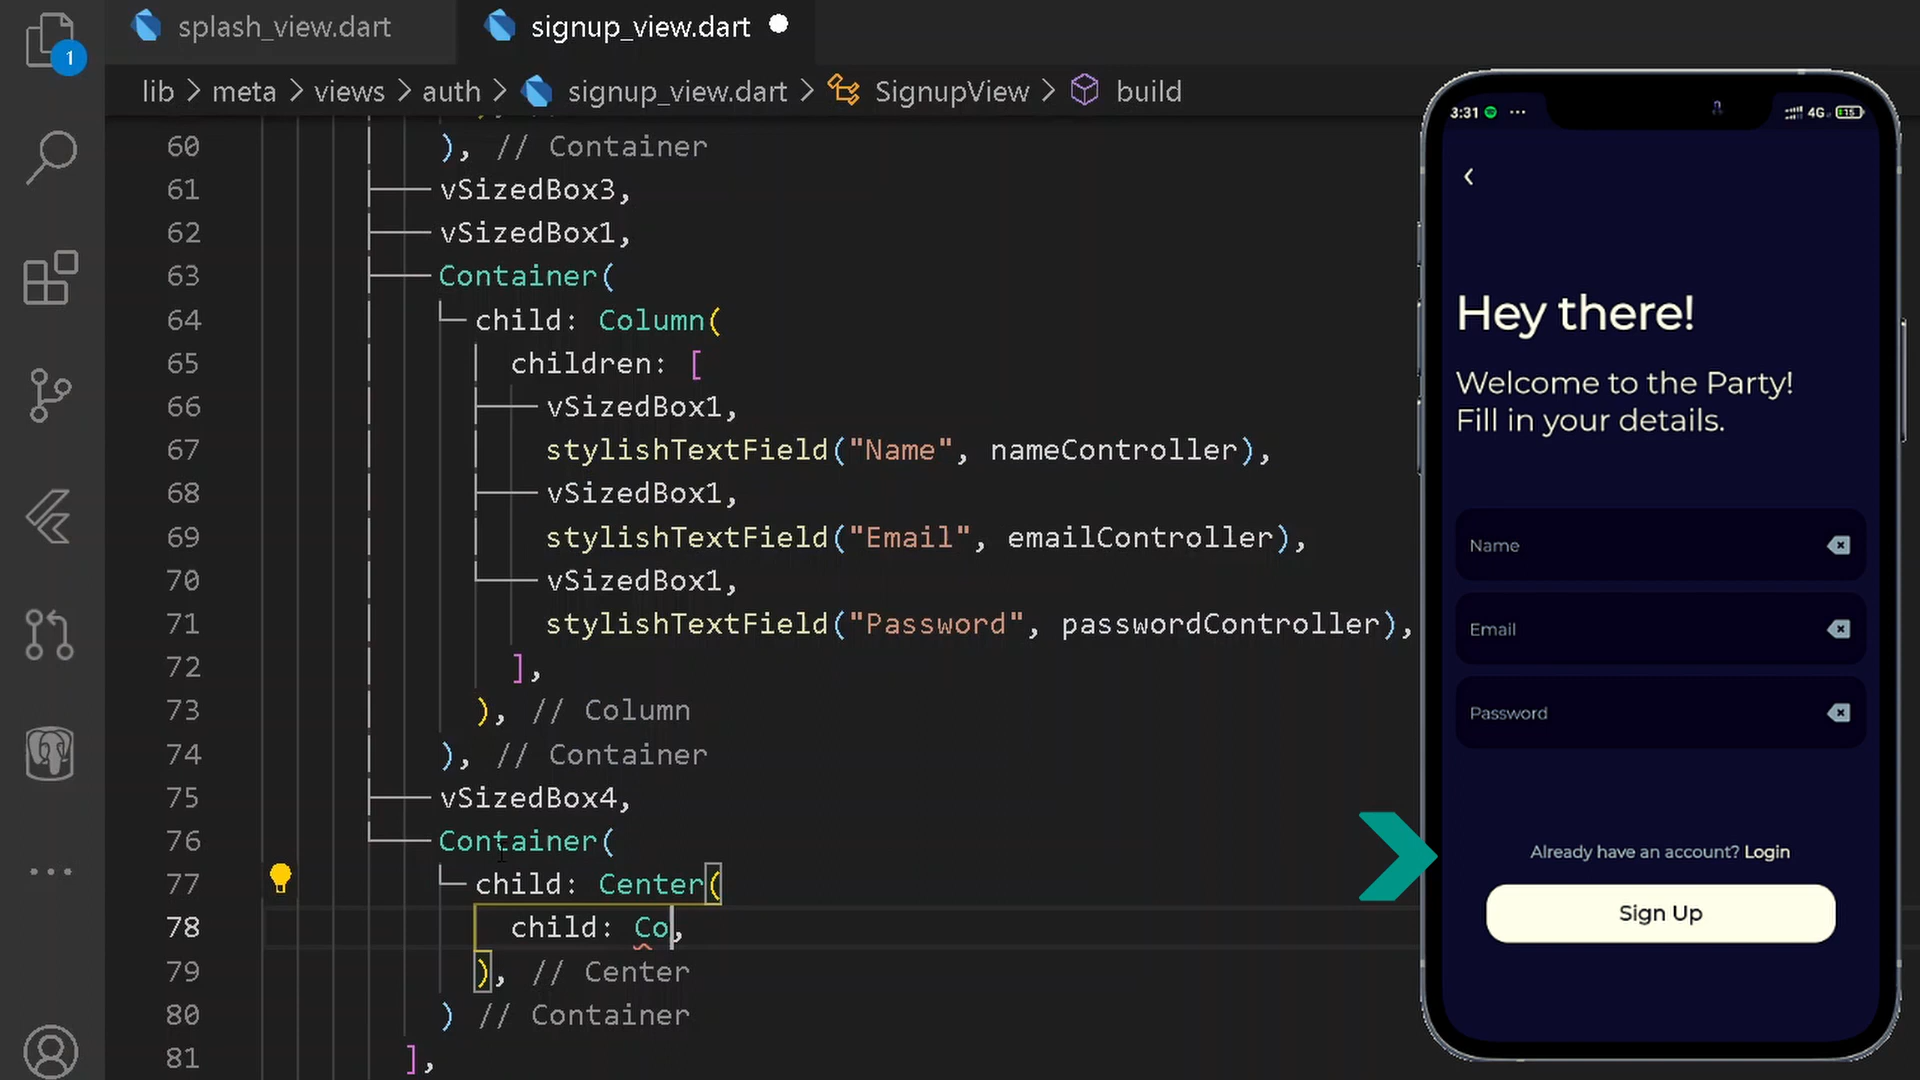 1
splash_view.dart
signup_view.dart
lib > meta > views > auth > signup_view.dart > SignupView > build
60 ), // Container
61 vSizedBox3,
62 vSizedBox1,
63 Container(
64 child: Column(
65 children: [
66 vSizedBox1,
67 stylishTextField("Name", nameController),
68 vSizedBox1,
69 stylishTextField("Email", emailController),
70 vSizedBox1,
71 stylishTextField("Password", passwordController),
72 ],
73 ), // Column
74 ), // Container
75 vSizedBox4,
76 Container(
77 child: Center(
78 child: Co,
79 ), // Center
80 ) // Container
81 ],
3:31 ... 4G 15
Hey there!
Welcome to the Party!
Fill in your details.
Name
Email
Password
Already have an account? Login
Sign Up